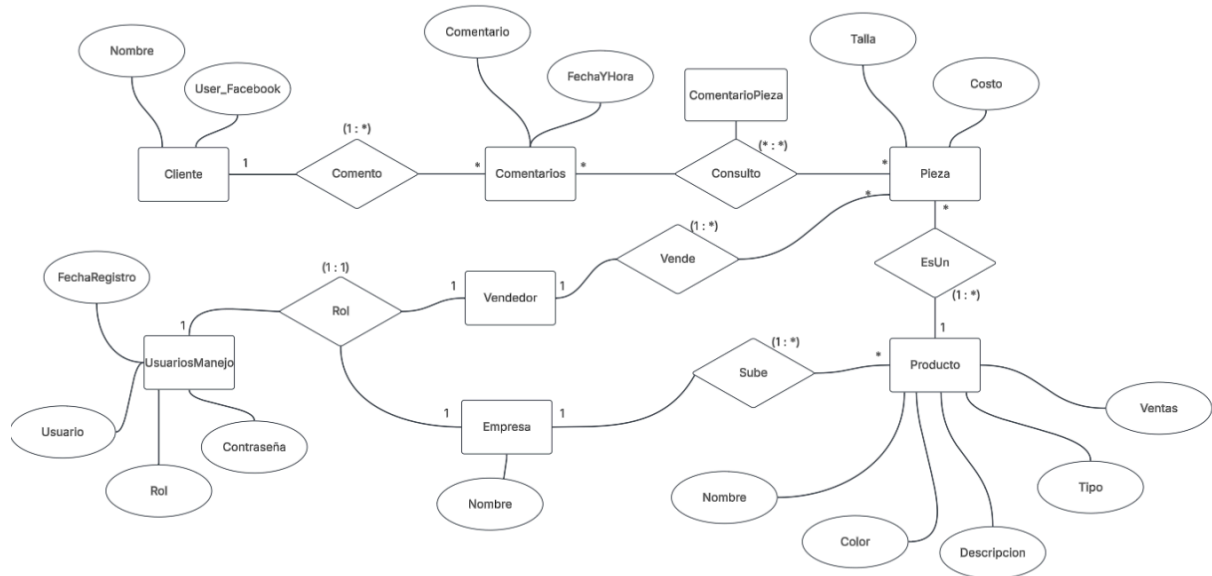 Nombre
User_Facebook
Comentario
FechaYHora
ComentarioPieza
Talla
Costo
Cliente
1
(1 : *)
Comento
*
Comentarios
*
(* : *)
Consulto
*
Pieza
*
*
FechaRegistro
(1 : 1)
Rol
1
1
Vendedor
1
(1 : *)
Vende
EsUn
(1 : *)
1
UsuariosManejo
Usuario
Rol
Contraseña
1
Empresa
1
Nombre
(1 : *)
Sube
*
Producto
Ventas
Tipo
Descripcion
Color
Nombre